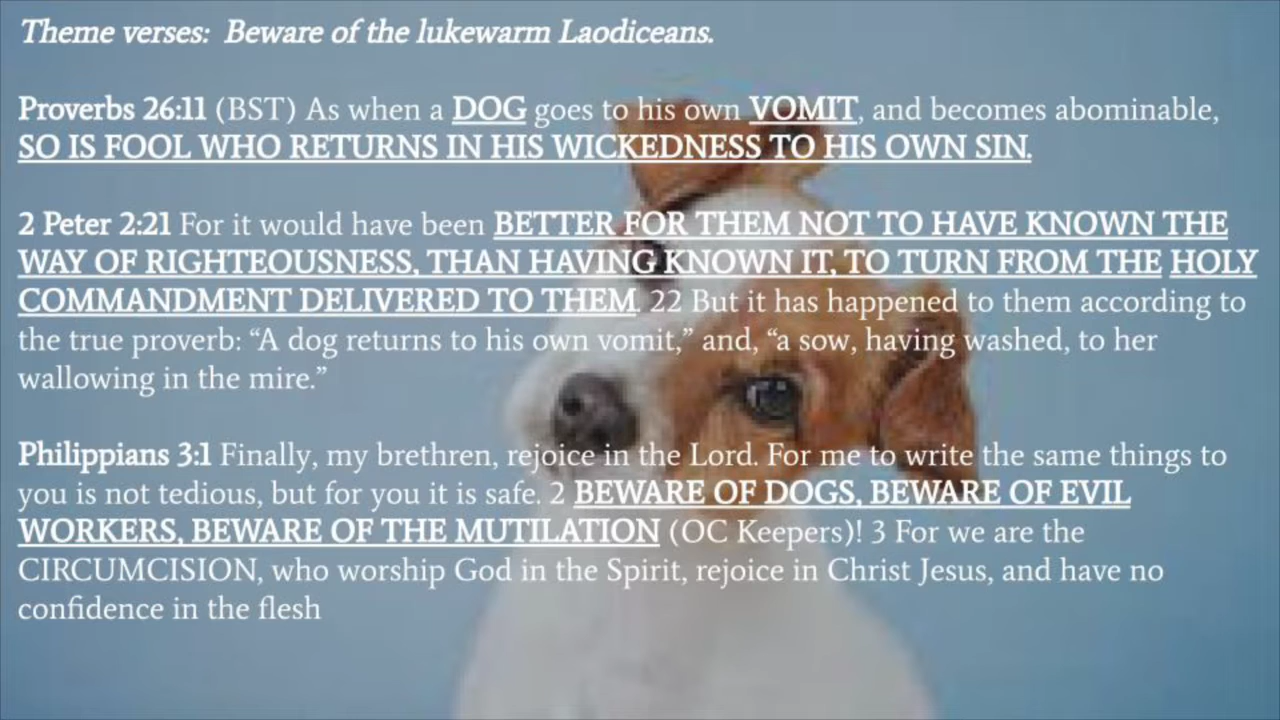 Theme verses: Beware of the lukewarm Laodiceans.
Proverbs 26:11 (BST) As when a DOG goes to his own VOMIT, and becomes abominable,
SO IS FOOL WHO RETURNS IN HIS WICKEDNESS TO HIS OWN SIN.
2 Peter 2:21 For it would have been BETTER FOR THEM NOT TO HAVE KNOWN THE
WAY OF RIGHTEOUSNESS, THAN HAVING KNOWN IT, TO TURN FROM THE HOLY
COMMANDMENT DELIVERED TO THEM. 22 But it has happened to them according to
the true proverb: “A dog returns to his own vomit,” and, “a sow, having washed, to her
wallowing in the mire.”
Philippians 3:1 Finally, my brethren, rejoice in the Lord. For me to write the same things to
you is not tedious, but for you it is safe. 2 BEWARE OF DOGS, BEWARE OF EVIL
WORKERS, BEWARE OF THE MUTILATION (OC Keepers)! 3 For we are the
CIRCUMCISION, who worship God in the Spirit, rejoice in Christ Jesus, and have no
confidence in the flesh